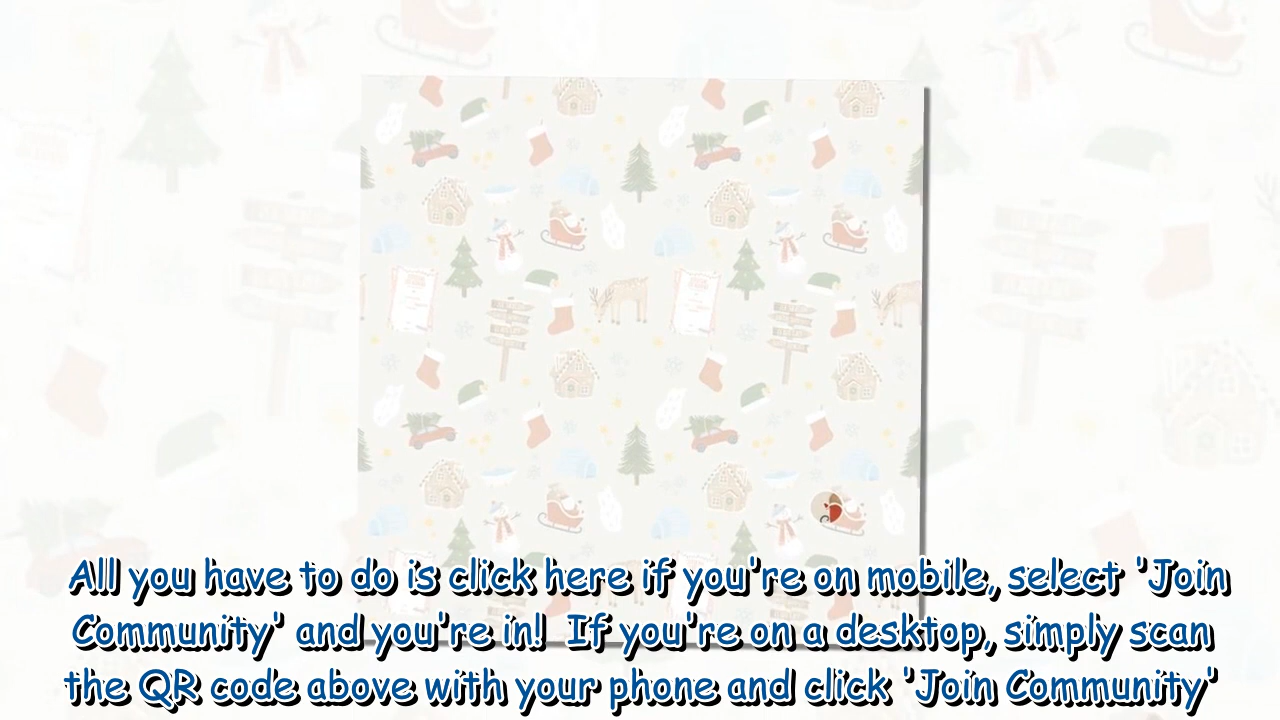 All you have to do is click here if you're on mobile, select 'Join
Community' and you're in!  If you're on a desktop, simply scan
the QR code above with your phone and click 'Join Community'